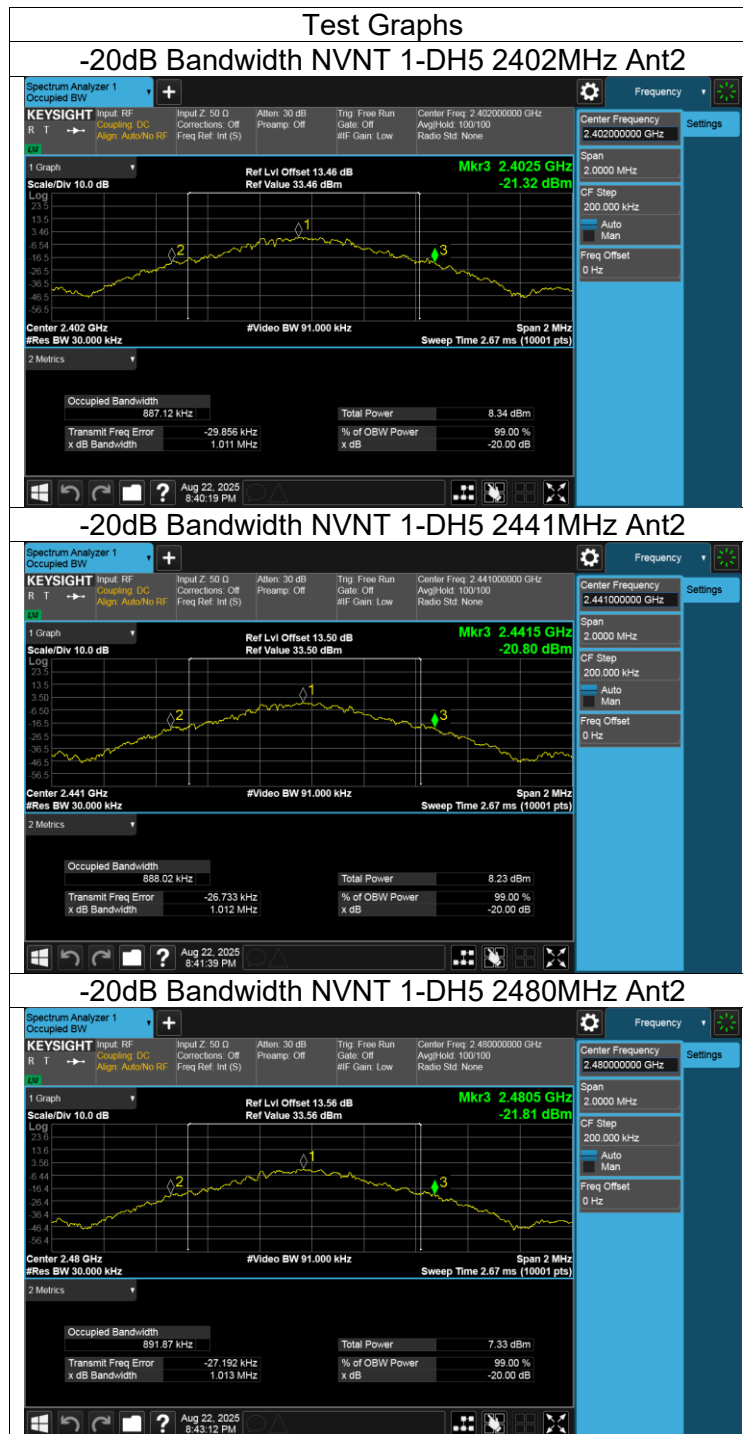 Test Graphs
-20dB Bandwidth NVNT 1-DH5 2402MHz Ant2
Spectrum Analyzer 1
Occupied BW
Frequency
KEYSIGHT Input: RF Input Z: 50 Ω Atten: 30 dB Trig: Free Run Center Freq: 2.402000000 GHz
R T Coupling: DC Corrections: Off Preamp: Off Gate: Off Avg|Hold: 100/100
Align: Auto/No RF Freq Ref: Int (S) #IF Gain: Low Radio Std: None
LXI
Center Frequency
2.402000000 GHz
Settings
Span
2.0000 MHz
CF Step
200.000 kHz
Auto
Man
Freq Offset
0 Hz
1 Graph
Ref Lvl Offset 13.46 dB
Mkr3 2.4025 GHz
Scale/Div 10.0 dB Ref Value 33.46 dBm -21.32 dBm
Log
23.5
13.5
3.46
-6.54
-16.5
-26.5
-36.5
-46.5
-56.5
1
2
3
Center 2.402 GHz #Video BW 91.000 kHz Span 2 MHz
#Res BW 30.000 kHz Sweep Time 2.67 ms (10001 pts)
2 Metrics
Occupied Bandwidth
887.12 kHz Total Power 8.34 dBm
Transmit Freq Error -29.856 kHz % of OBW Power 99.00 %
x dB Bandwidth 1.011 MHz x dB -20.00 dB
? Aug 22, 2025
8:40:19 PM
-20dB Bandwidth NVNT 1-DH5 2441MHz Ant2
Spectrum Analyzer 1
Occupied BW
Frequency
KEYSIGHT Input: RF Input Z: 50 Ω Atten: 30 dB Trig: Free Run Center Freq: 2.441000000 GHz
R T Coupling: DC Corrections: Off Preamp: Off Gate: Off Avg|Hold: 100/100
Align: Auto/No RF Freq Ref: Int (S) #IF Gain: Low Radio Std: None
LXI
Center Frequency
2.441000000 GHz
Settings
Span
2.0000 MHz
CF Step
200.000 kHz
Auto
Man
Freq Offset
0 Hz
1 Graph
Ref Lvl Offset 13.50 dB
Mkr3 2.4415 GHz
Scale/Div 10.0 dB Ref Value 33.50 dBm -20.80 dBm
Log
23.5
13.5
3.50
-6.50
-16.5
-26.5
-36.5
-46.5
-56.5
1
2
3
Center 2.441 GHz #Video BW 91.000 kHz Span 2 MHz
#Res BW 30.000 kHz Sweep Time 2.67 ms (10001 pts)
2 Metrics
Occupied Bandwidth
888.02 kHz Total Power 8.23 dBm
Transmit Freq Error -26.733 kHz % of OBW Power 99.00 %
x dB Bandwidth 1.012 MHz x dB -20.00 dB
? Aug 22, 2025
8:41:39 PM
-20dB Bandwidth NVNT 1-DH5 2480MHz Ant2
Spectrum Analyzer 1
Occupied BW
Frequency
KEYSIGHT Input: RF Input Z: 50 Ω Atten: 30 dB Trig: Free Run Center Freq: 2.480000000 GHz
R T Coupling: DC Corrections: Off Preamp: Off Gate: Off Avg|Hold: 100/100
Align: Auto/No RF Freq Ref: Int (S) #IF Gain: Low Radio Std: None
LXI
Center Frequency
2.480000000 GHz
Settings
Span
2.0000 MHz
CF Step
200.000 kHz
Auto
Man
Freq Offset
0 Hz
1 Graph
Ref Lvl Offset 13.56 dB
Mkr3 2.4805 GHz
Scale/Div 10.0 dB Ref Value 33.56 dBm -21.81 dBm
Log
23.6
13.6
3.56
-6.44
-16.4
-26.4
-36.4
-46.4
-56.4
1
2
3
Center 2.48 GHz #Video BW 91.000 kHz Span 2 MHz
#Res BW 30.000 kHz Sweep Time 2.67 ms (10001 pts)
2 Metrics
Occupied Bandwidth
891.87 kHz Total Power 7.33 dBm
Transmit Freq Error -27.192 kHz % of OBW Power 99.00 %
x dB Bandwidth 1.013 MHz x dB -20.00 dB
? Aug 22, 2025
8:43:12 PM